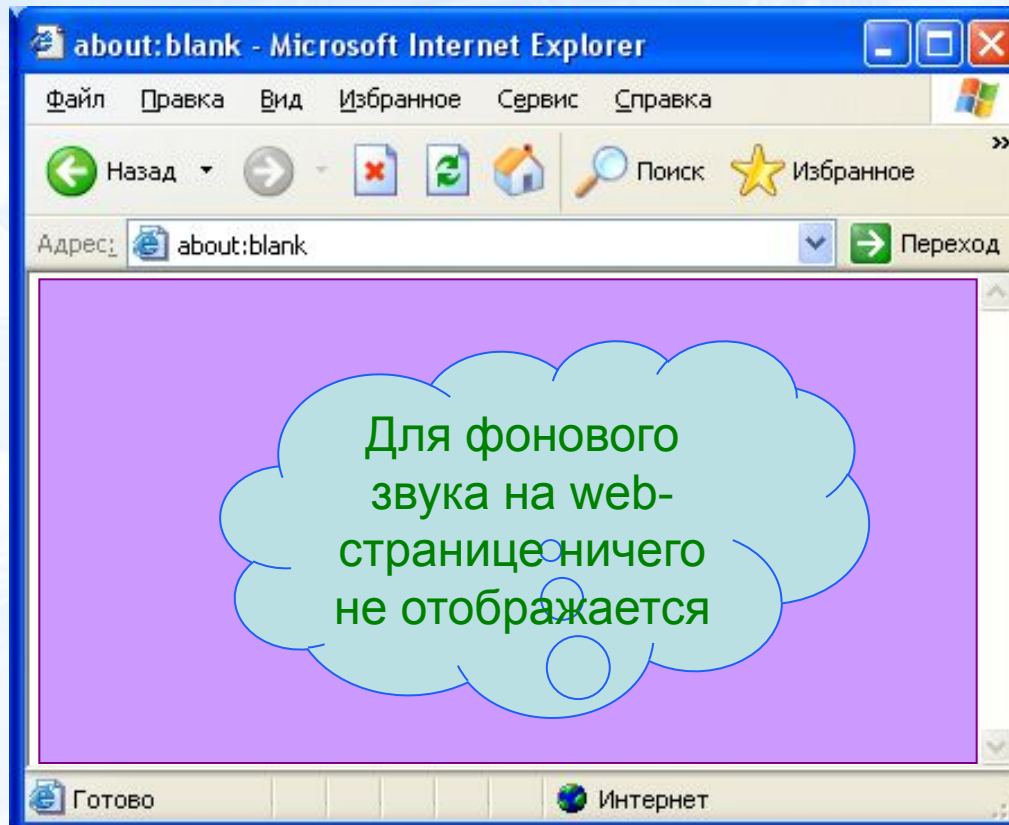 about:blank - Microsoft Internet Explorer
Файл Правка Вид Избранное Сервис Справка
Назад Поиск Избранное »
Адрес: about:blank Переход
Для фонового
звука на web-
странице ничего
не отображается
Готово Интернет